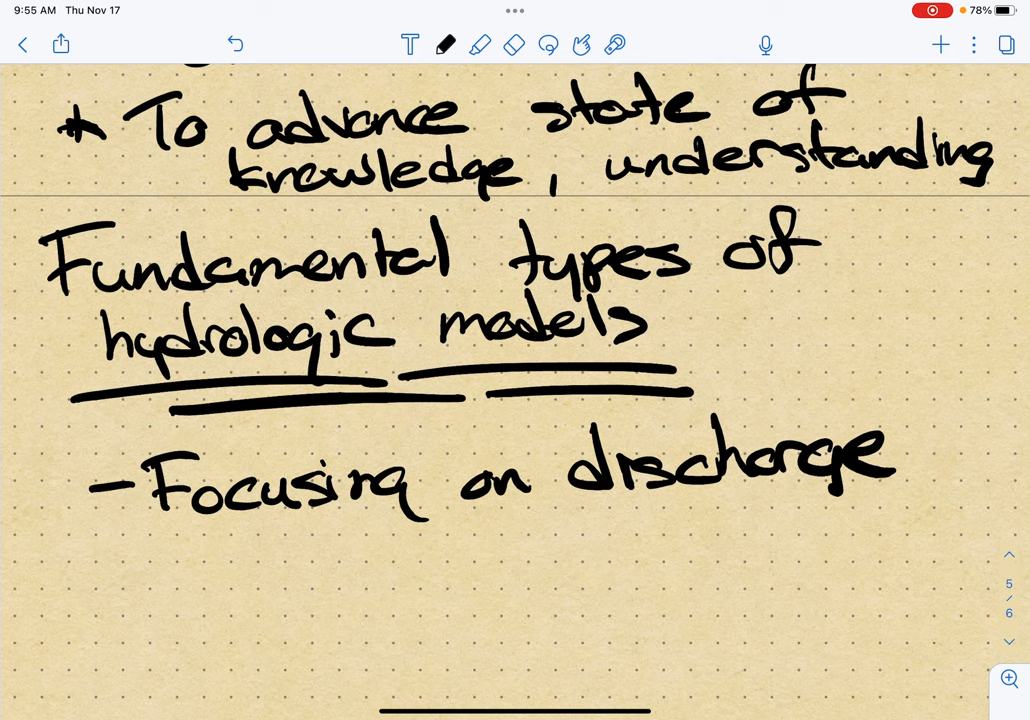 9:55 AM Thu Nov 17
78%
* To advance state of
knowledge, understanding
Fundamental types of
hydrologic models
- Focusing on discharge
5
/
6